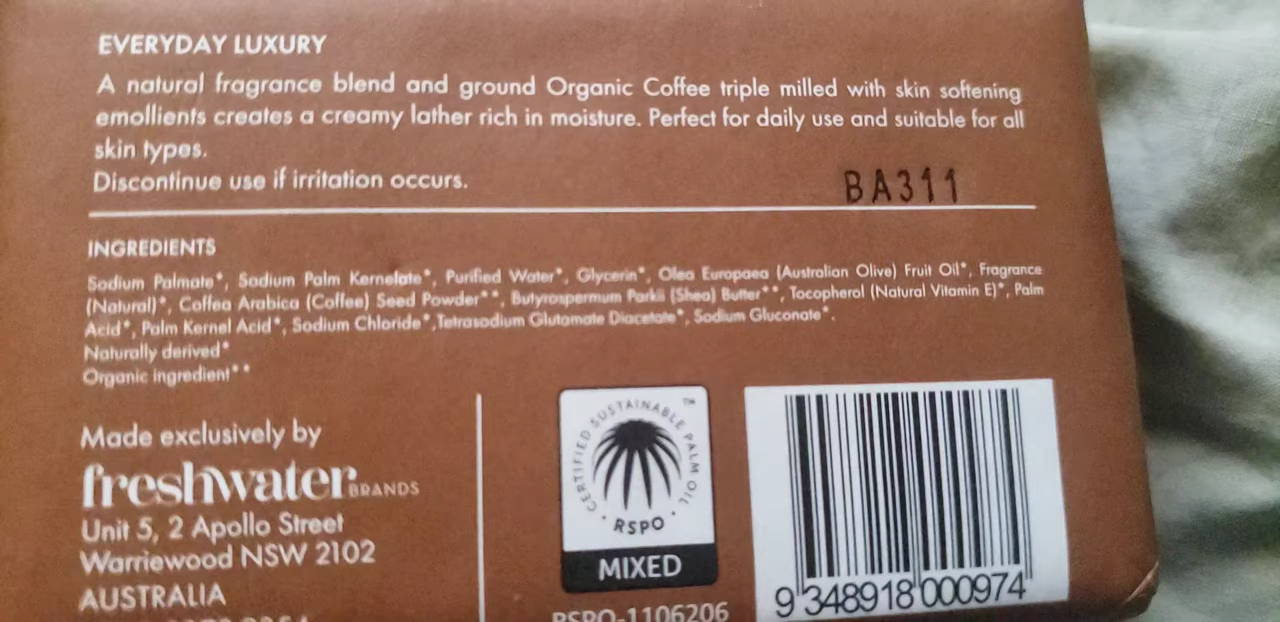 EVERYDAY LUXURY
A natural fragrance blend and ground Organic Coffee triple milled with skin softening
emollients creates a creamy lather rich in moisture. Perfect for daily use and suitable for all
skin types.
Discontinue use if irritation occurs.
BA311
INGREDIENTS
Sodium Palmate*, Sodium Palm Kernelate*, Purified Water*, Glycerin*, Olea Europaea (Australian Olive) Fruit Oil*, Fragrance
(Natural)*, Coffea Arabica (Coffee) Seed Powder**, Butyrospermum Parkii (Shea) Butter**, Tocopherol (Natural Vitamin E)*, Palm
Acid*, Palm Kernel Acid*, Sodium Chloride*,Tetrasodium Glutamate Diacetate*, Sodium Gluconate*.
Naturally derived*
Organic ingredient**
Made exclusively by
freshwater BRANDS
Unit 5, 2 Apollo Street
Warriewood NSW 2102
AUSTRALIA
CERTIFIED SUSTAINABLE PALM OIL
TM
RSPO
MIXED
RSPO-1106206
9 348918 000974